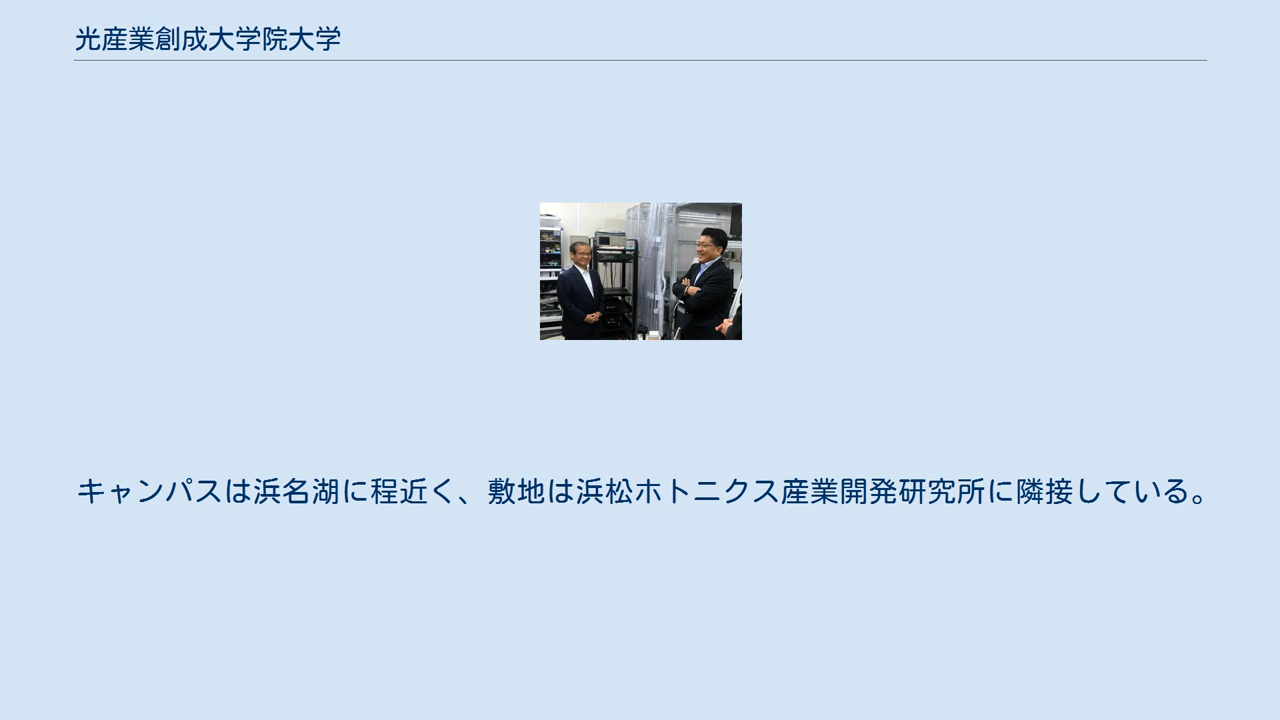 光産業創成大学院大学
キャンパスは浜名湖に程近く、敷地は浜松ホトニクス産業開発研究所に隣接している。